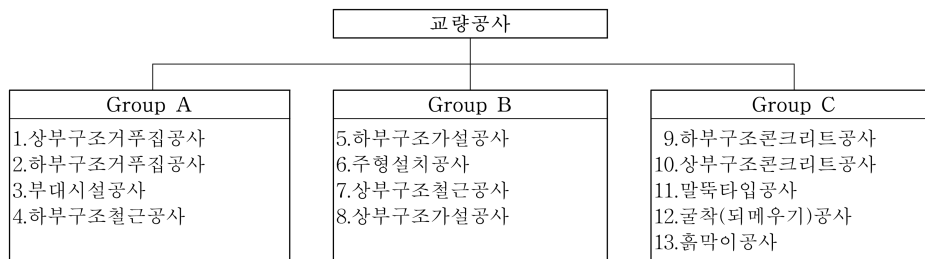 교량공사
Group A
1.상부구조거푸집공사
2.하부구조거푸집공사
3.부대시설공사
4.하부구조철근공사
Group B
5.하부구조가설공사
6.주형설치공사
7.상부구조철근공사
8.상부구조가설공사
Group C
9.하부구조콘크리트공사
10.상부구조콘크리트공사
11.말뚝타입공사
12.굴착(되메우기)공사
13.흙막이공사